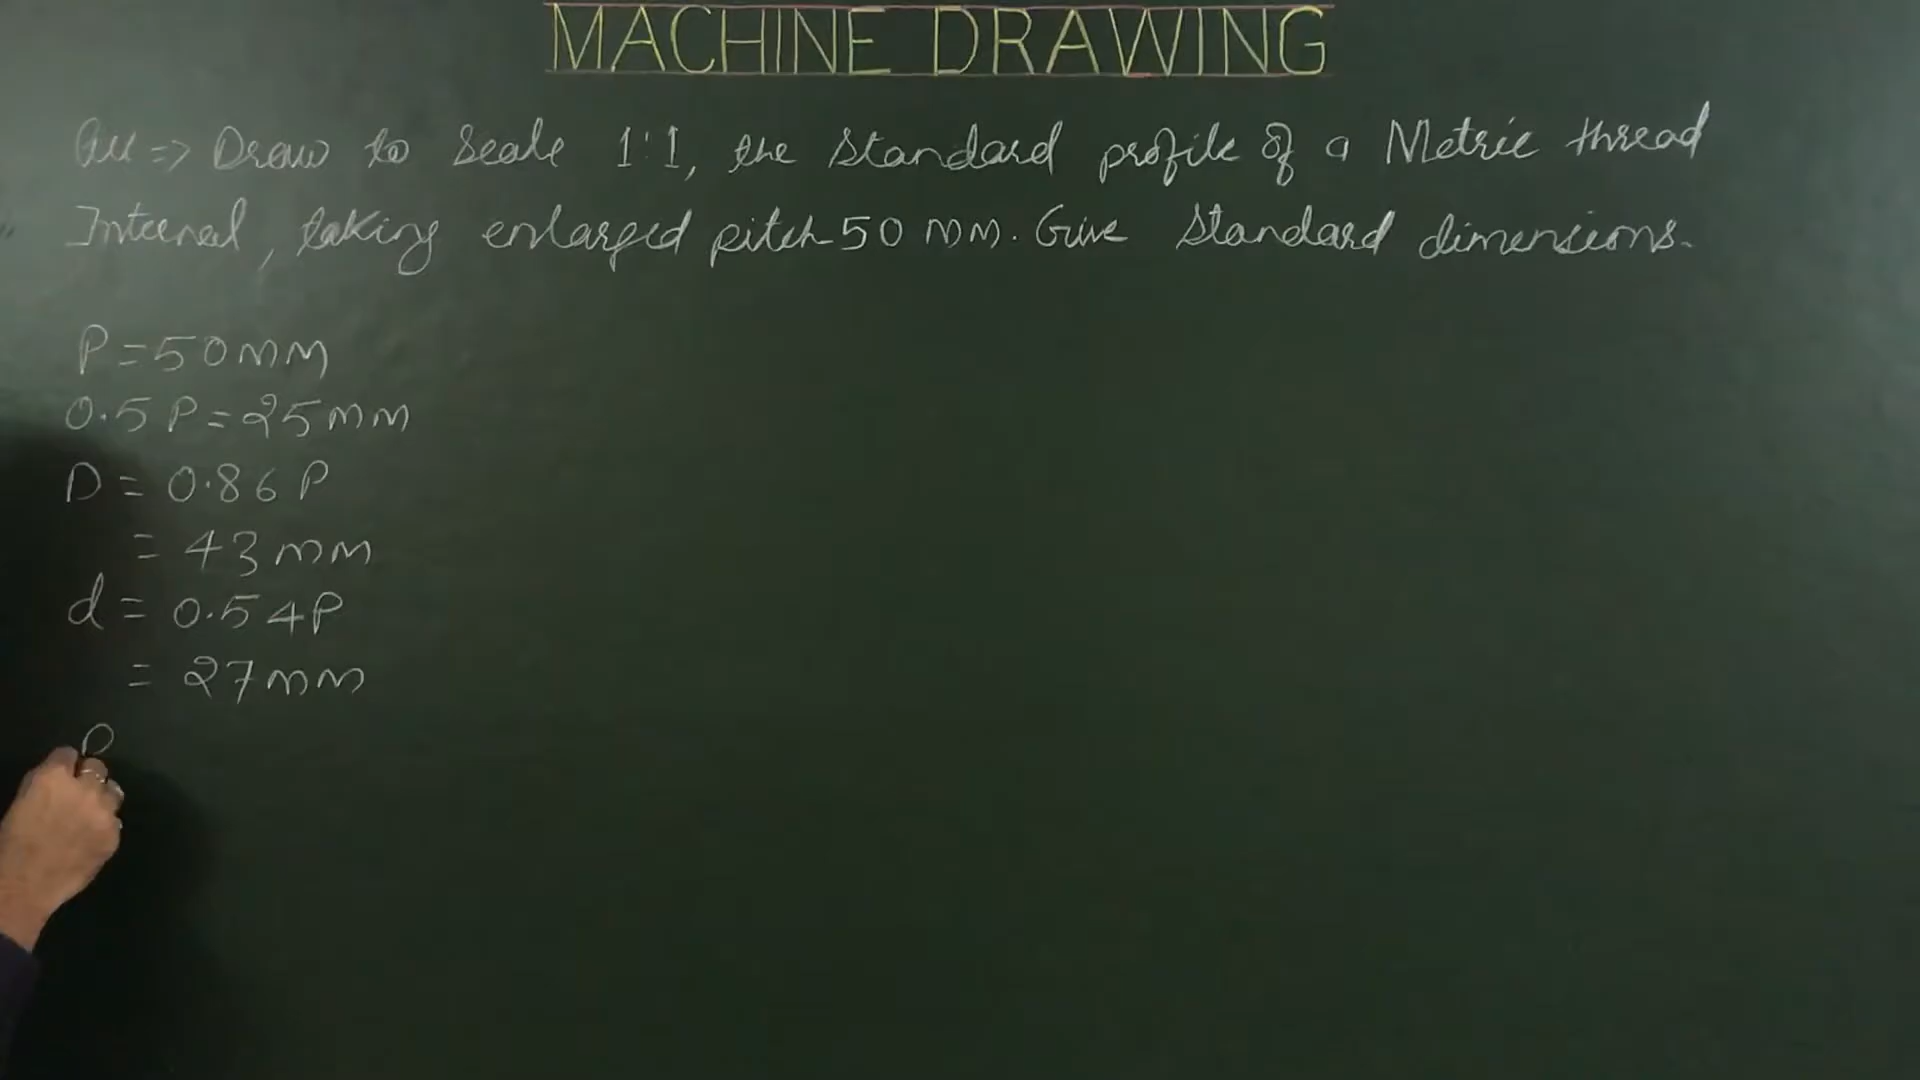 MACHINE DRAWING
Qu => Draw to Scale 1:1, the standard profile of a Metric thread
Internal, taking enlarged pitch 50 mm. Give Standard dimensions.
P = 50 mm
0.5 P = 25 mm
D = 0.86 P
= 43 mm
d = 0.54 P
= 27 mm
P